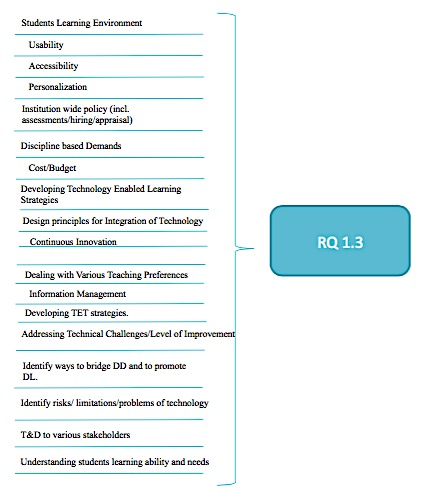 Students Learning Environment
Usability
Accessibility
Personalization
Institution wide policy (incl.
assessments/hiring/appraisal)
Discipline based Demands
Cost/Budget
Developing Technology Enabled Learning
Strategies
Design principles for Integration of Technology
Continuous Innovation
Dealing with Various Teaching Preferences
Information Management
Developing TET strategies.
Addressing Technical Challenges/Level of Improvement
Identify ways to bridge DD and to promote
DL.
Identify risks/ limitations/problems of technology
T&D to various stakeholders
Understanding students learning ability and needs
RQ 1.3